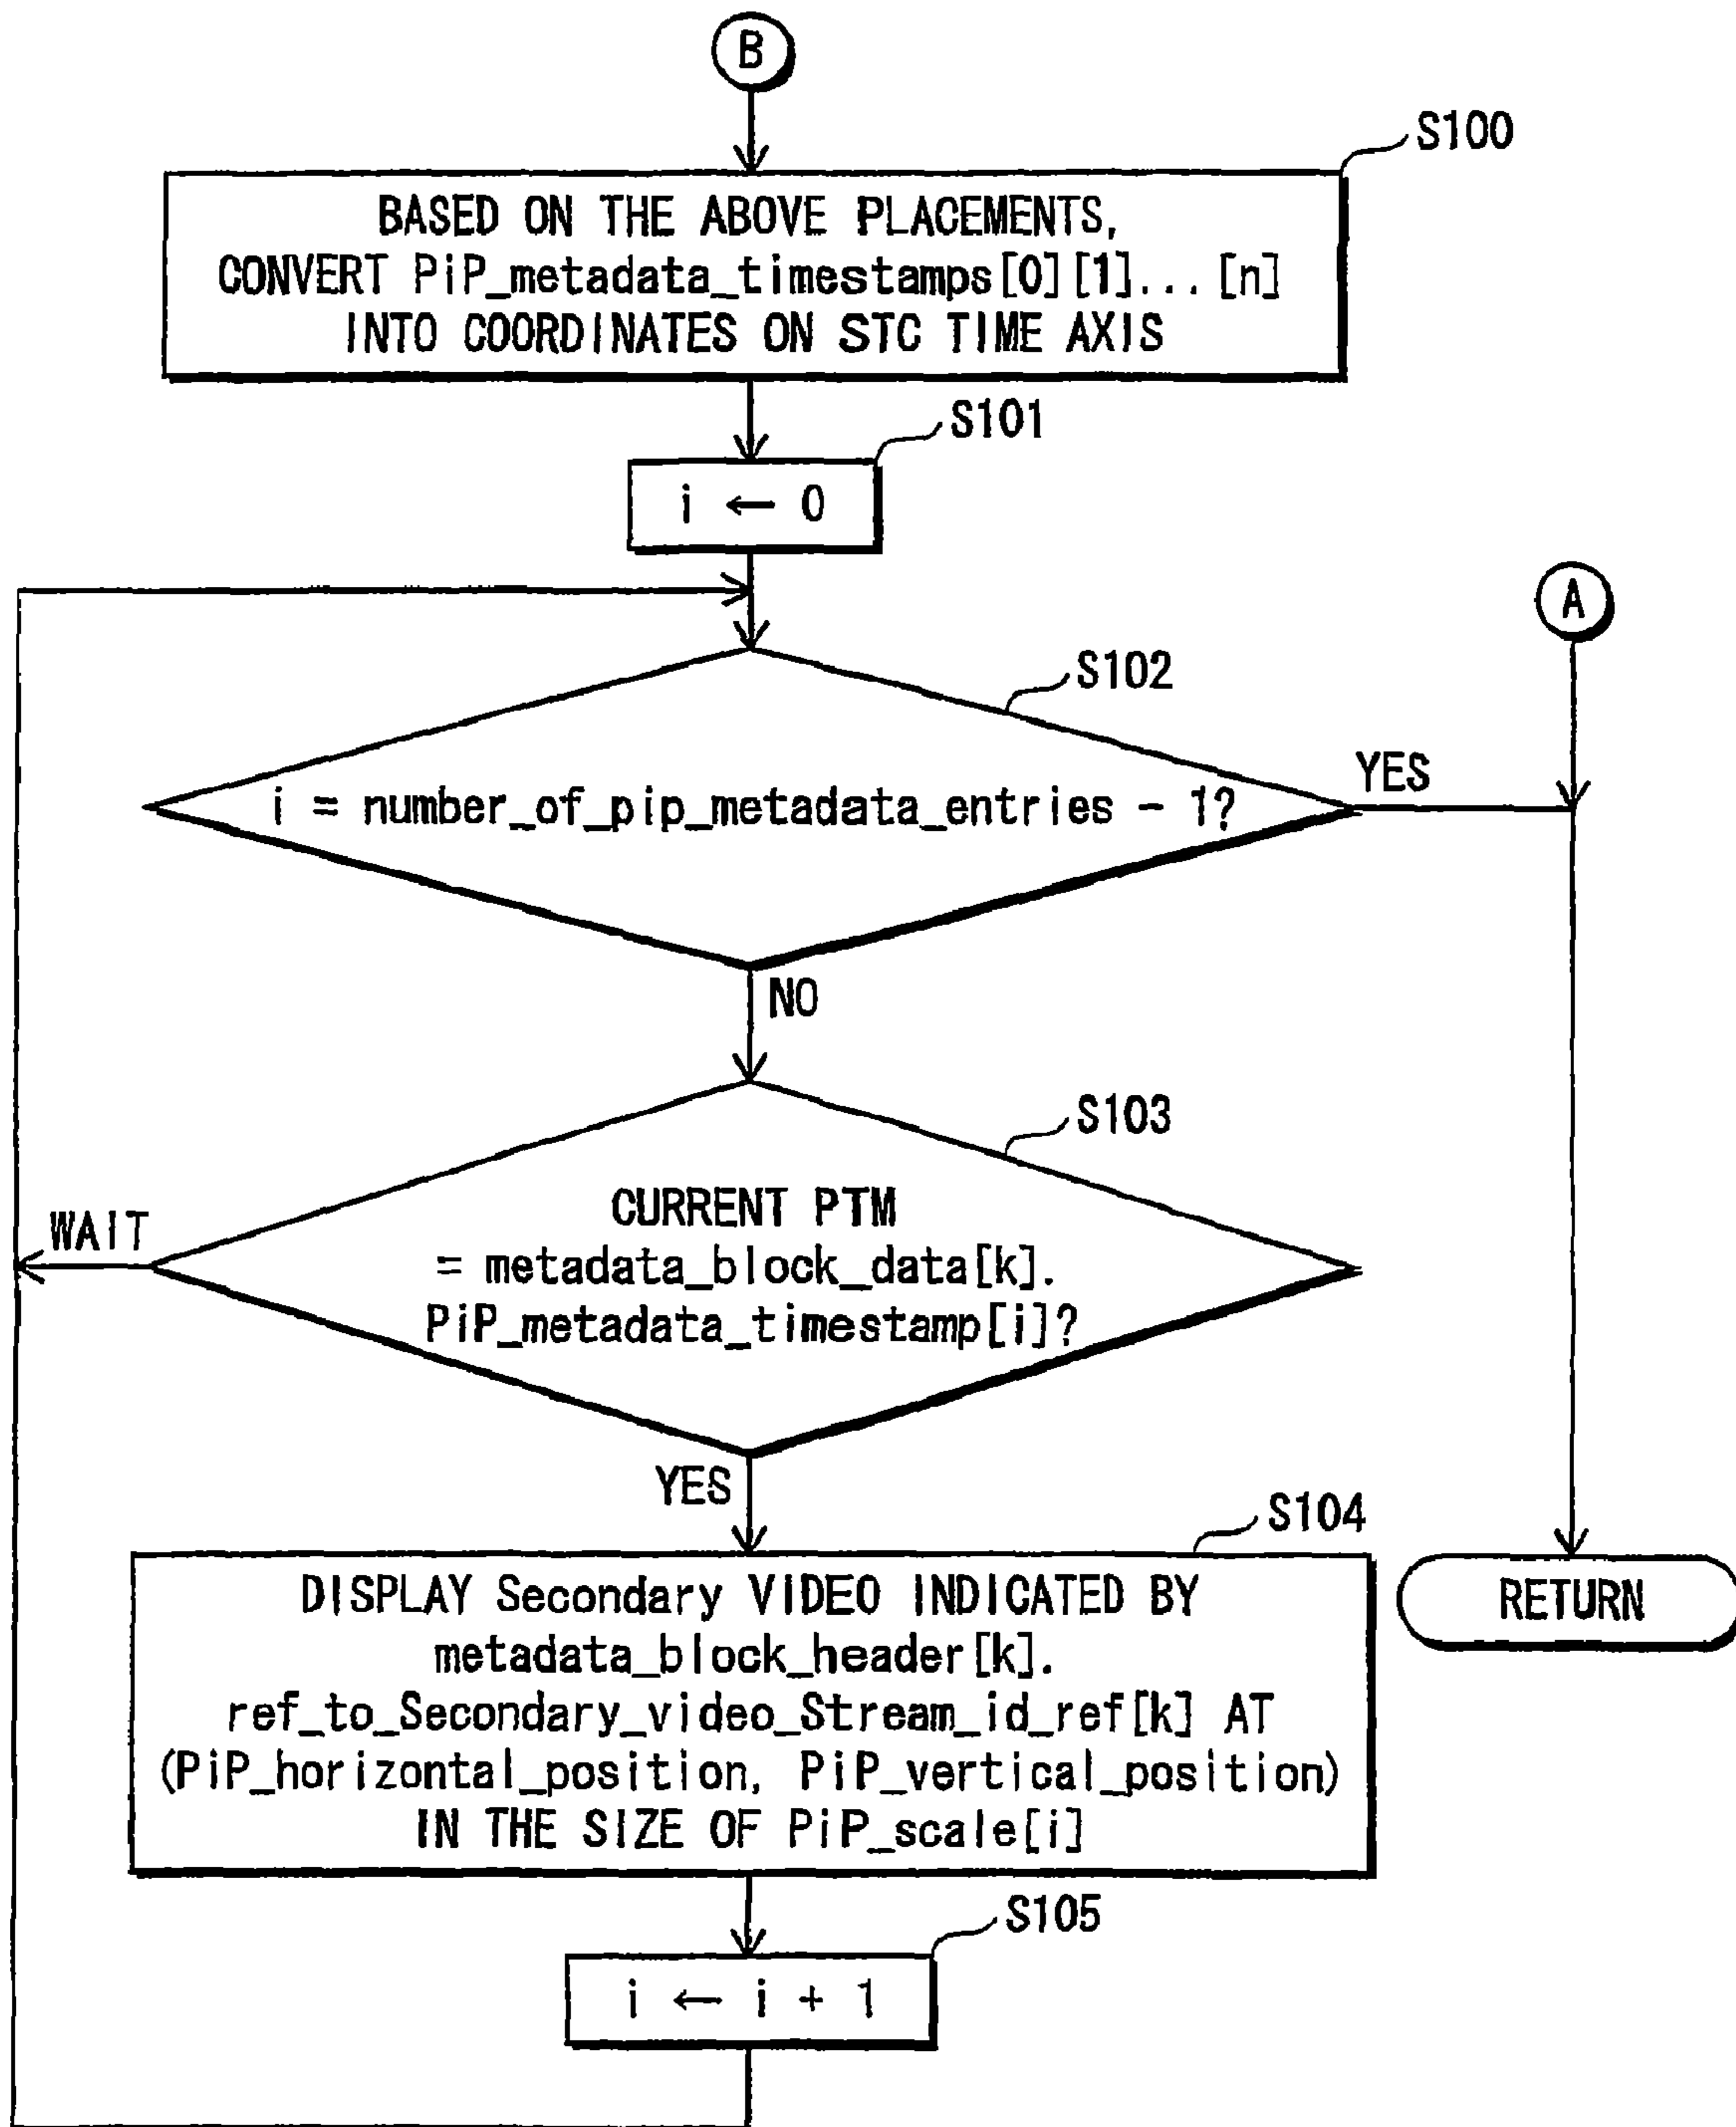 B
S100
BASED ON THE ABOVE PLACEMENTS,
CONVERT PiP_metadata_timestamps[0][1]...[n]
INTO COORDINATES ON STC TIME AXIS
S101
i ← 0
A
S102
YES
i = number_of_pip_metadata_entries - 1?
NO
S103
CURRENT PTM
WAIT
= metadata_block_data[k].
PiP_metadata_timestamp[i]?
YES
S104
DISPLAY Secondary VIDEO INDICATED BY
metadata_block_header[k].
ref_to_Secondary_video_Stream_id_ref[k] AT
(PiP_horizontal_position, PiP_vertical_position)
IN THE SIZE OF PiP_scale[i]
RETURN
S105
i ← i + 1